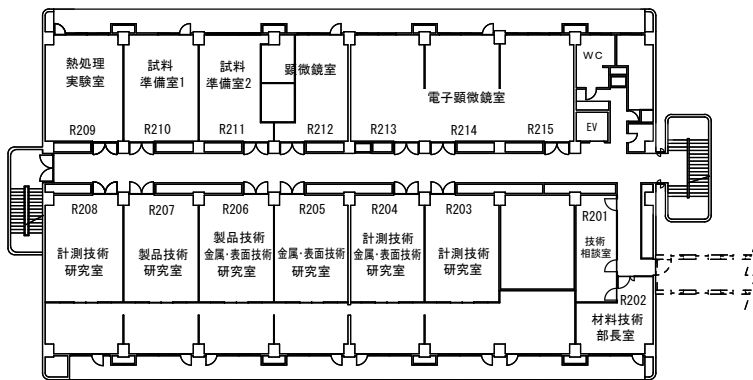 熱処理
実験室
R209
試料
準備室1
R210
試料
準備室2
R211
顕微鏡室
R212
電子顕微鏡室
R213
R214
R215
WC
EV
R208
計測技術
研究室
R207
製品技術
研究室
R206
製品技術
金属・表面技術
研究室
R205
金属・表面技術
研究室
R204
計測技術
金属・表面技術
研究室
R203
計測技術
研究室
R201
技術
相談室
R202
材料技術
部長室